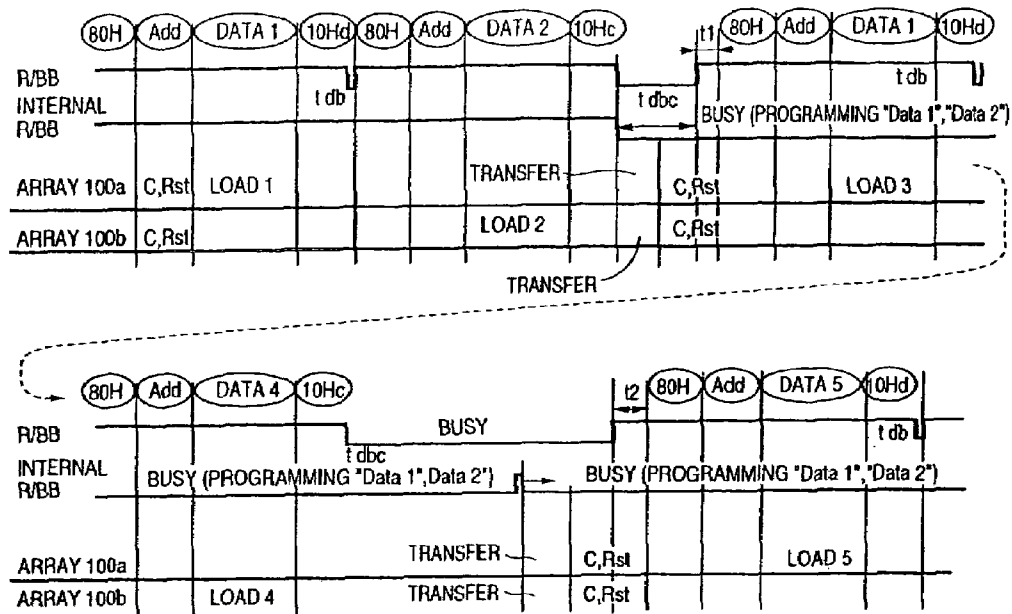 80H Add DATA 1 10Hd 80H Add DATA 2 10Hc t1 80H Add DATA 1 10Hd
R/BB t db t dbc t db
INTERNAL
R/BB BUSY (PROGRAMMING "Data 1","Data 2")
TRANSFER
ARRAY 100a C,Rst LOAD 1 C,Rst LOAD 3
ARRAY 100b C,Rst LOAD 2 C,Rst
TRANSFER
80H Add DATA 4 10Hc t2 80H Add DATA 5 10Hd
R/BB BUSY t db
t dbc
INTERNAL
R/BB BUSY (PROGRAMMING "Data 1",Data 2") BUSY (PROGRAMMING "Data 1","Data 2")
ARRAY 100a TRANSFER C,Rst LOAD 5
ARRAY 100b LOAD 4 TRANSFER C,Rst